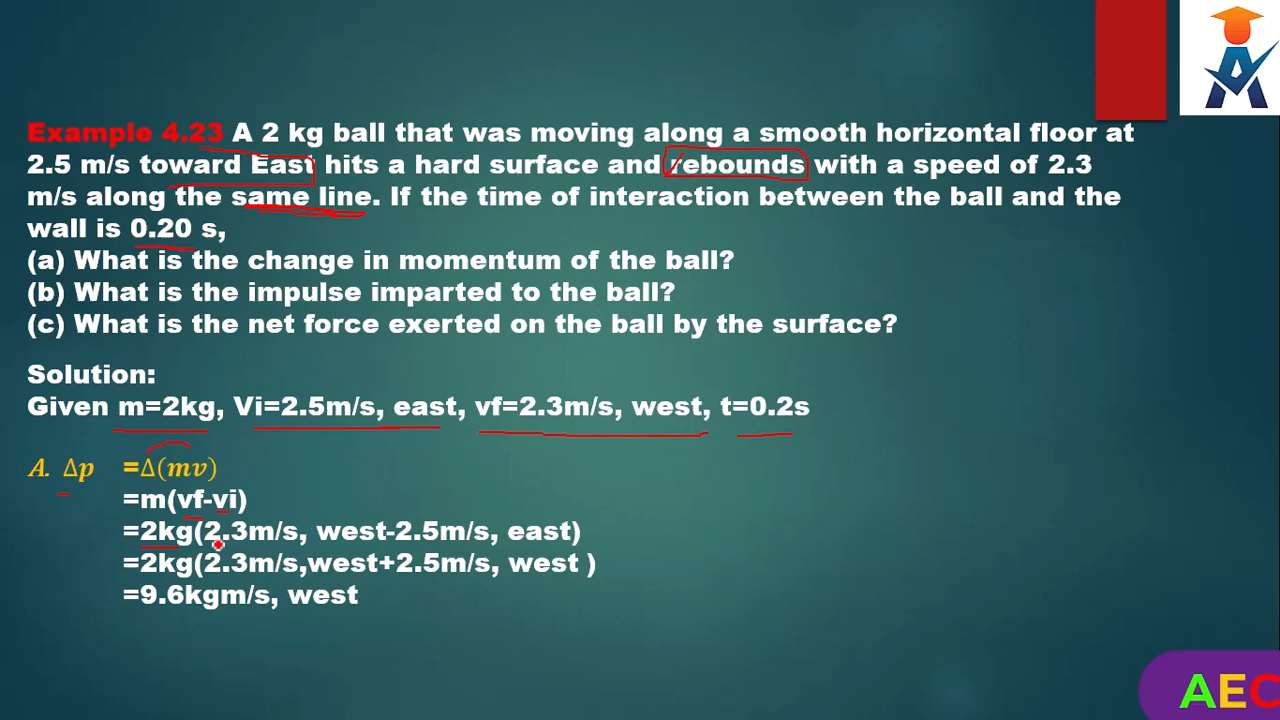 Example 4.23 A 2 kg ball that was moving along a smooth horizontal floor at
2.5 m/s toward East hits a hard surface and rebounds with a speed of 2.3
m/s along the same line. If the time of interaction between the ball and the
wall is 0.20 s,
(a) What is the change in momentum of the ball?
(b) What is the impulse imparted to the ball?
(c) What is the net force exerted on the ball by the surface?
Solution:
Given m=2kg, Vi=2.5m/s, east, vf=2.3m/s, west, t=0.2s
A. Δp =Δ(mv)
=m(vf-vi)
=2kg(2.3m/s, west-2.5m/s, east)
=2kg(2.3m/s,west+2.5m/s, west )
=9.6kgm/s, west
AEC